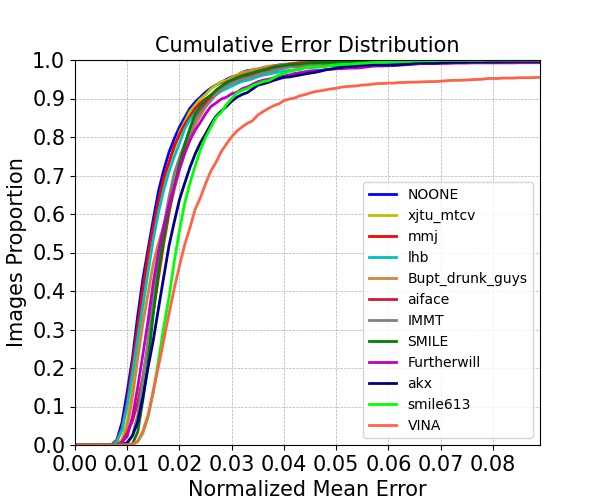 Cumulative Error Distribution
Images Proportion
1.0
0.9
0.8
0.7
0.6
0.5
0.4
0.3
0.2
0.1
0.0
NOONE
xjtu_mtcv
mmj
lhb
Bupt_drunk_guys
aiface
IMMT
SMILE
Furtherwill
akx
smile613
VINA
0.00 0.01 0.02 0.03 0.04 0.05 0.06 0.07 0.08
Normalized Mean Error